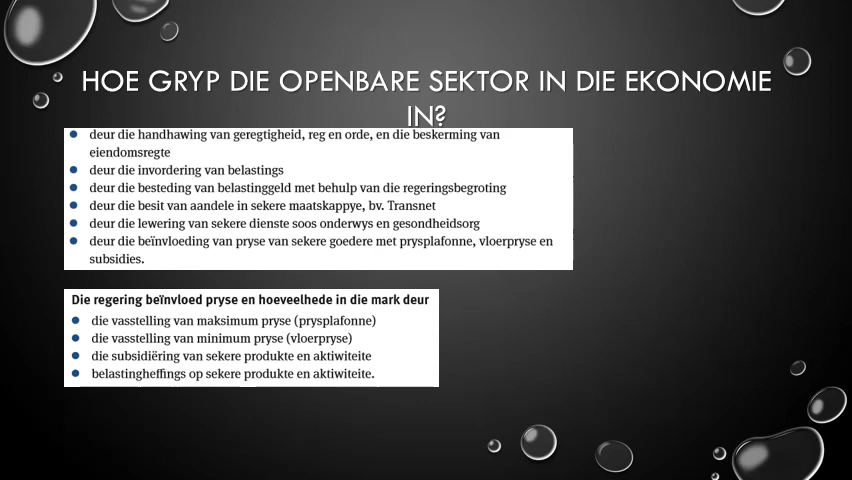 HOE GRYP DIE OPENBARE SEKTOR IN DIE EKONOMIE
IN?
deur die handhawing van geregtigheid, reg en orde, en die beskerming van
eiendomsregte
deur die invordering van belastings
deur die besteding van belastinggeld met behulp van die regeringsbegroting
deur die besit van aandele in sekere maatskappye, bv. Transnet
deur die lewering van sekere dienste soos onderwys en gesondheidsorg
deur die beïnvloeding van pryse van sekere goedere met prysplafonne, vloerpryse en
subsidies.
Die regering beïnvloed pryse en hoeveelhede in die mark deur
die vasstelling van maksimum pryse (prysplafonne)
die vasstelling van minimum pryse (vloerpryse)
die subsidiëring van sekere produkte en aktiwiteite
belastingheffings op sekere produkte en aktiwiteite.